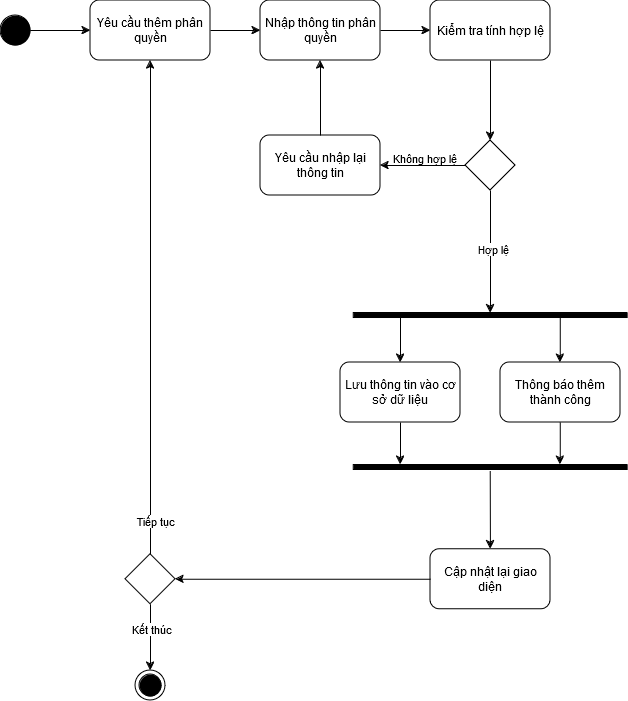 Yêu cầu thêm phân
quyền
Nhập thông tin phân
quyền
Kiểm tra tính hợp lệ
Yêu cầu nhập lại
thông tin
Không hợp lệ
Hợp lệ
Lưu thông tin vào cơ
sở dữ liệu
Thông báo thêm
thành công
Tiếp tục
Cập nhật lại giao
diện
Kết thúc